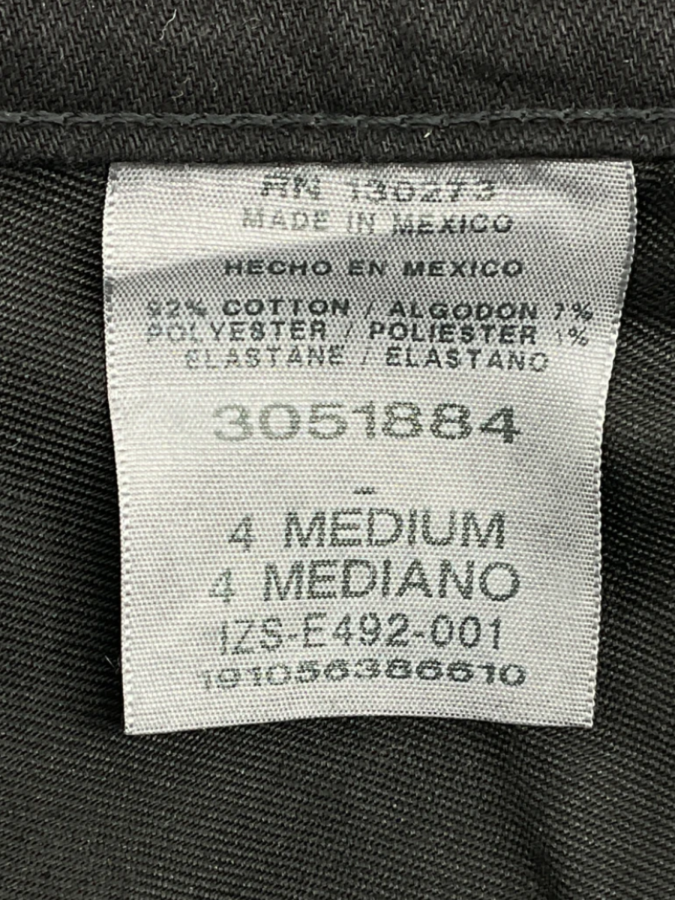 RN 130273
MADE IN MEXICO
HECHO EN MEXICO
92% COTTON / ALGODON 7%
POLYESTER / POLIESTER 1%
ELASTANE / ELASTANO
3051884
-
4 MEDIUM
4 MEDIANO
IZS-E492-001
191056386610